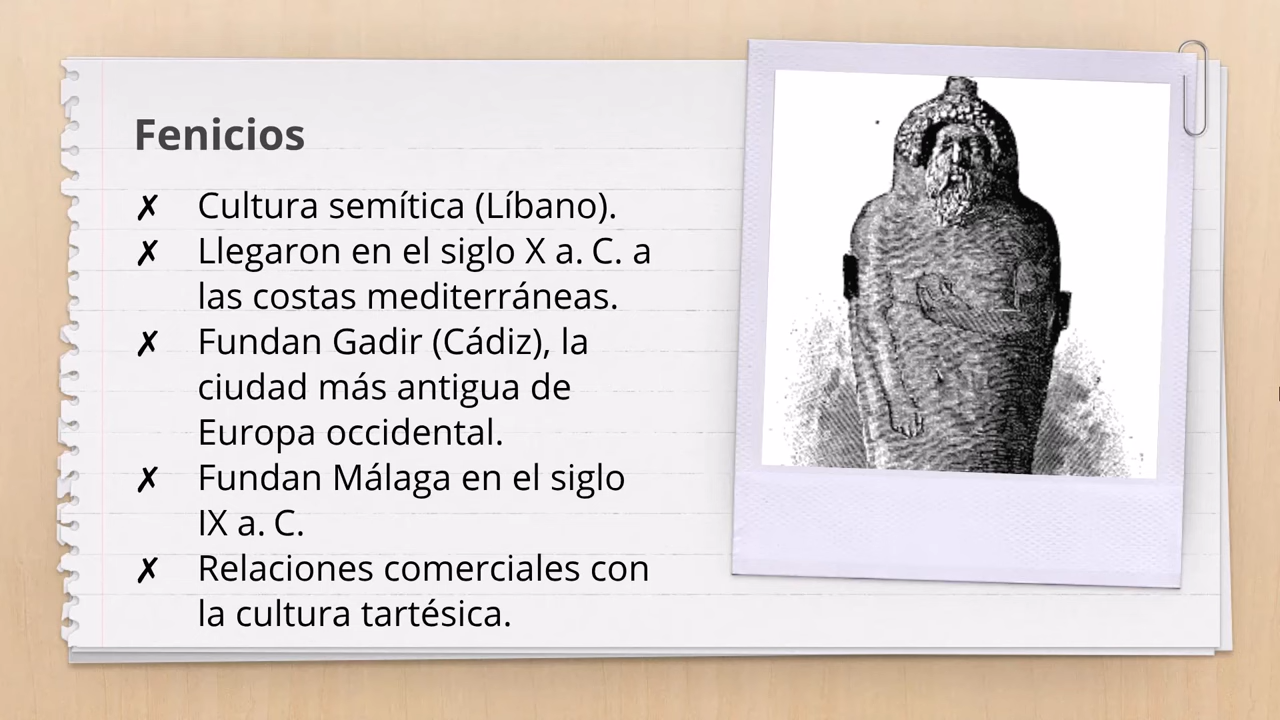 Fenicios
✗ Cultura semítica (Líbano).
✗ Llegaron en el siglo X a. C. a
las costas mediterráneas.
✗ Fundan Gadir (Cádiz), la
ciudad más antigua de
Europa occidental.
✗ Fundan Málaga en el siglo
IX a. C.
✗ Relaciones comerciales con
la cultura tartésica.